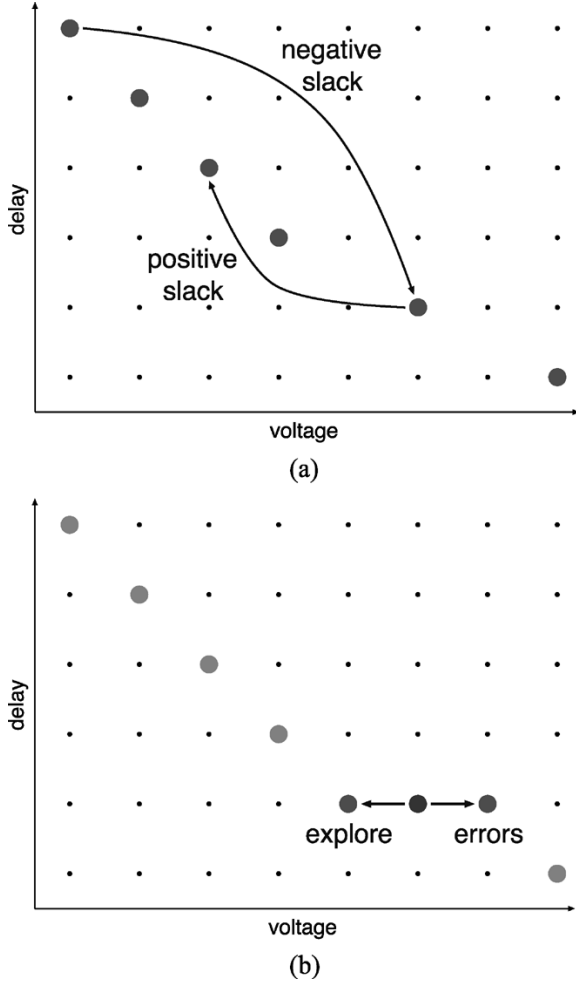 negative
slack
delay
positive
slack
voltage
(a)
delay
explore
errors
voltage
(b)